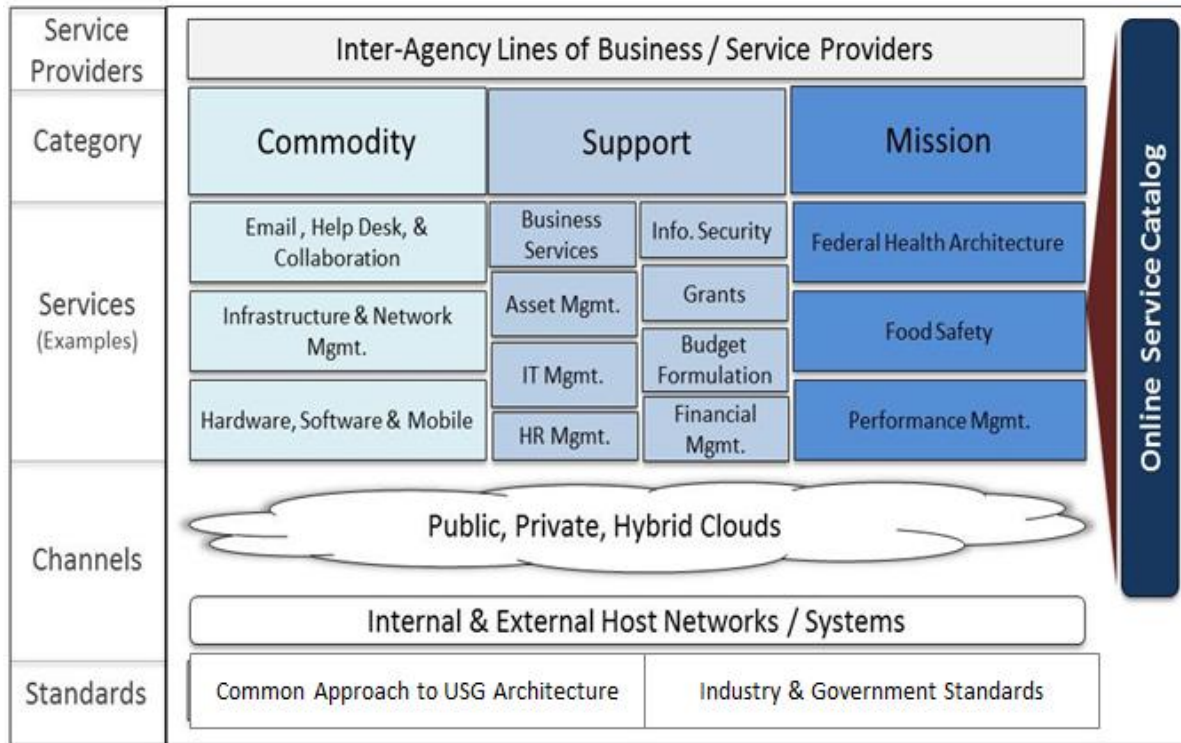 Service
Providers
Inter-Agency Lines of Business / Service Providers
Category
Commodity
Support
Mission
Services
(Examples)
Email , Help Desk, &
Collaboration
Infrastructure & Network
Mgmt.
Hardware, Software & Mobile
Business
Services
Asset Mgmt.
IT Mgmt.
HR Mgmt.
Info. Security
Grants
Budget
Formulation
Financial
Mgmt.
Federal Health Architecture
Food Safety
Performance Mgmt.
Channels
Public, Private, Hybrid Clouds
Internal & External Host Networks / Systems
Standards
Common Approach to USG Architecture
Industry & Government Standards
Online Service Catalog